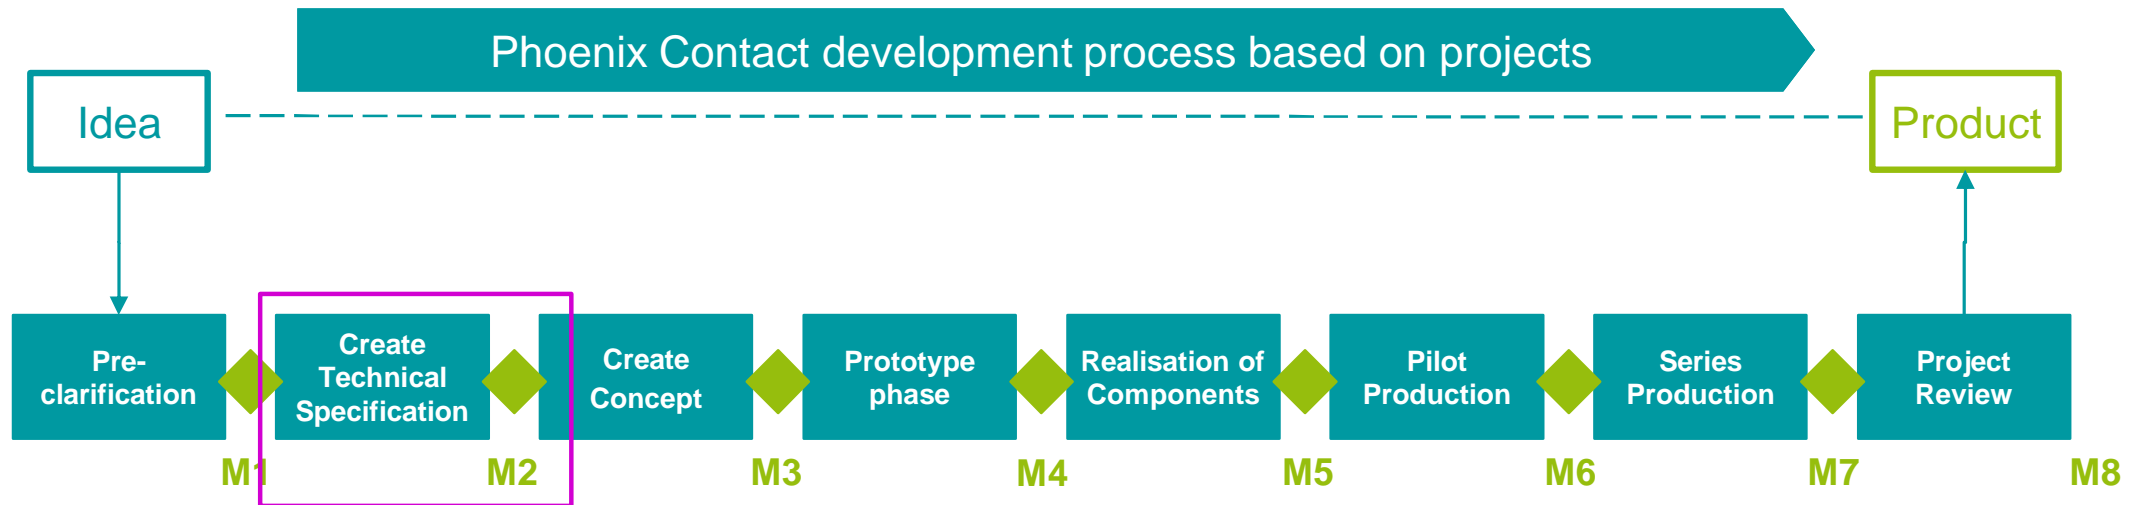 Phoenix Contact development process based on projects
Idea
Product
Pre-
clarification
Create
Technical
Specification
Create
Concept
Prototype
phase
Realisation of
Components
Pilot
Production
Series
Production
Project
Review
M1
M2
M3
M4
M5
M6
M7
M8